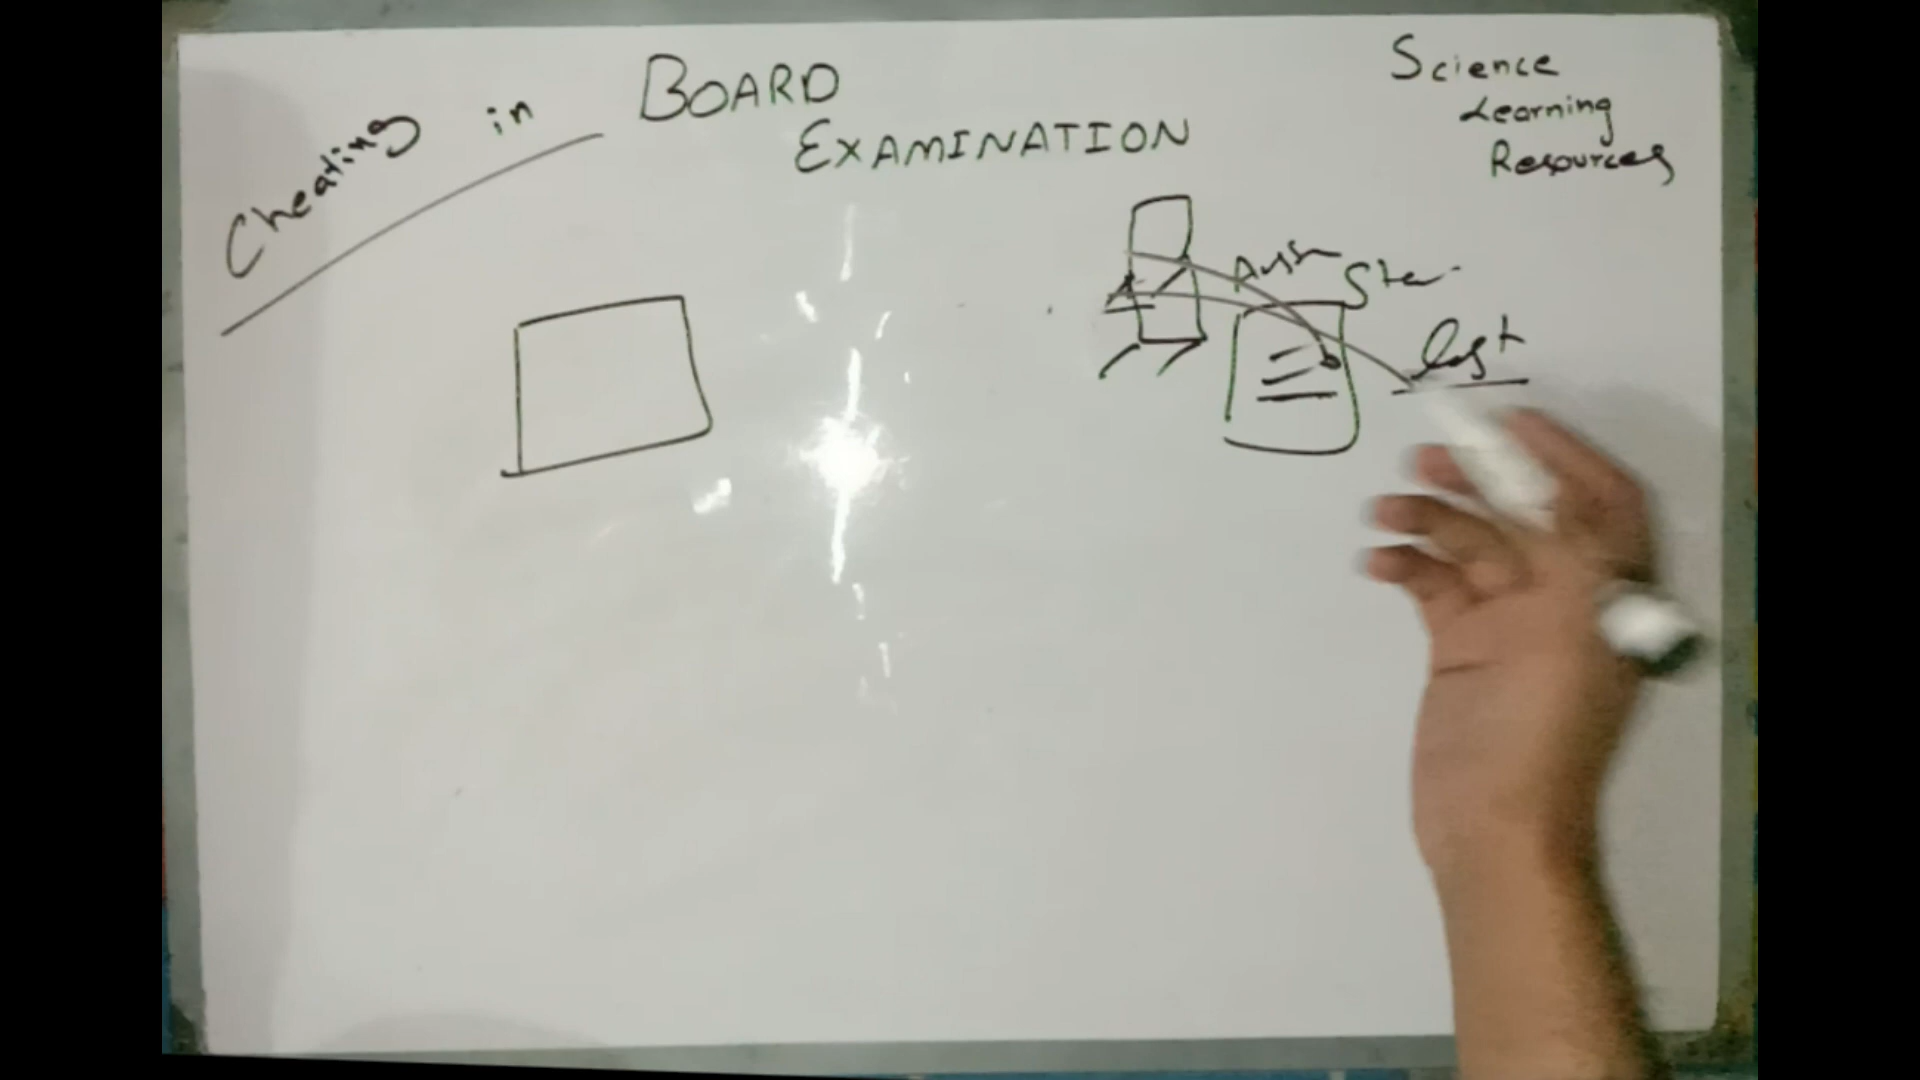 Cheating in BOARD
EXAMINATION
Science
Learning
Resources
last